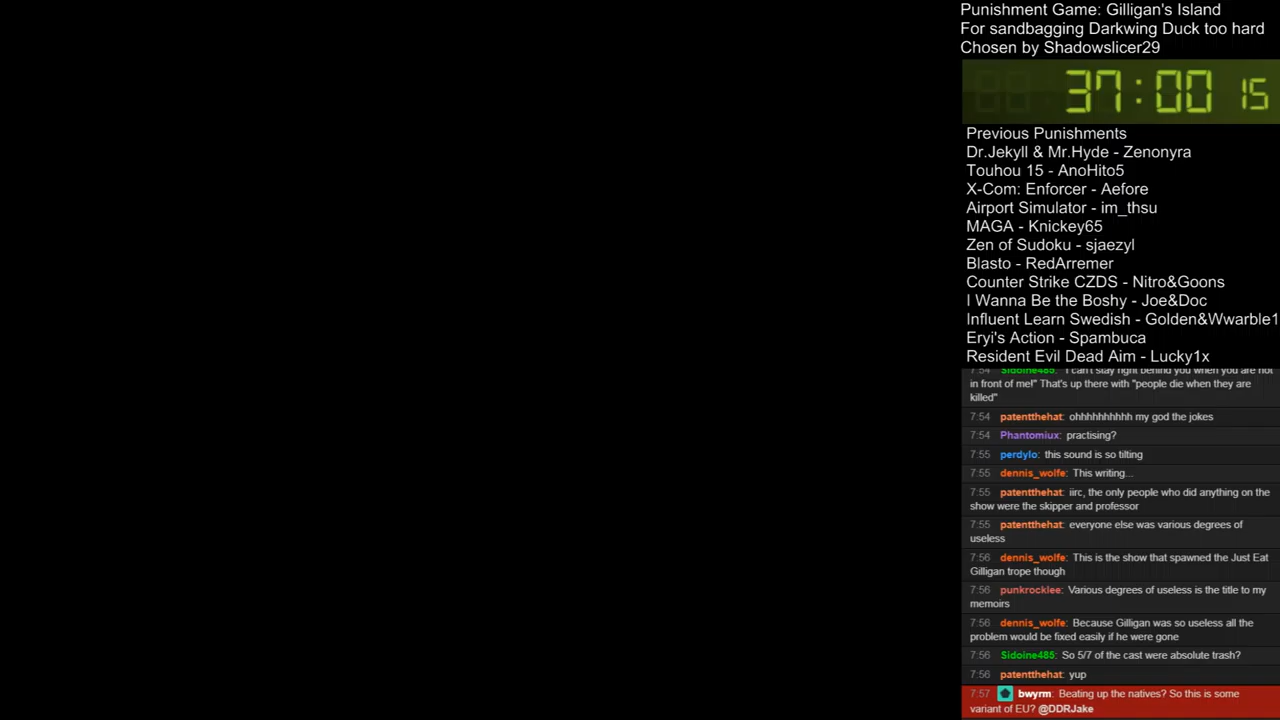 Punishment Game: Gilligan's Island
For sandbagging Darkwing Duck too hard
Chosen by Shadowslicer29
37:00 15
Previous Punishments
Dr.Jekyll & Mr.Hyde - Zenonyra
Touhou 15 - AnoHito5
X-Com: Enforcer - Aefore
Airport Simulator - im_thsu
MAGA - Knickey65
Zen of Sudoku - sjaezyl
Blasto - RedArremer
Counter Strike CZDS - Nitro&Goons
I Wanna Be the Boshy - Joe&Doc
Influent Learn Swedish - Golden&Wwarble1
Eryi's Action - Spambuca
Resident Evil Dead Aim - Lucky1x
7:54 Sidoine485: "I can't stay right behind you when you are not
in front of me!" That's up there with "people die when they are
killed"
7:54 patentthehat: ohhhhhhhhhh my god the jokes
7:54 Phantomiux: practising?
7:55 perdylo: this sound is so tilting
7:55 dennis_wolfe: This writing...
7:55 patentthehat: iirc, the only people who did anything on the
show were the skipper and professor
7:55 patentthehat: everyone else was various degrees of
useless
7:56 dennis_wolfe: This is the show that spawned the Just Eat
Gilligan trope though
7:56 punkrocklee: Various degrees of useless is the title to my
memoirs
7:56 dennis_wolfe: Because Gilligan was so useless all the
problem would be fixed easily if he were gone
7:56 Sidoine485: So 5/7 of the cast were absolute trash?
7:56 patentthehat: yup
7:57 bwyrm: Beating up the natives? So this is some
variant of EU? @DDRJake